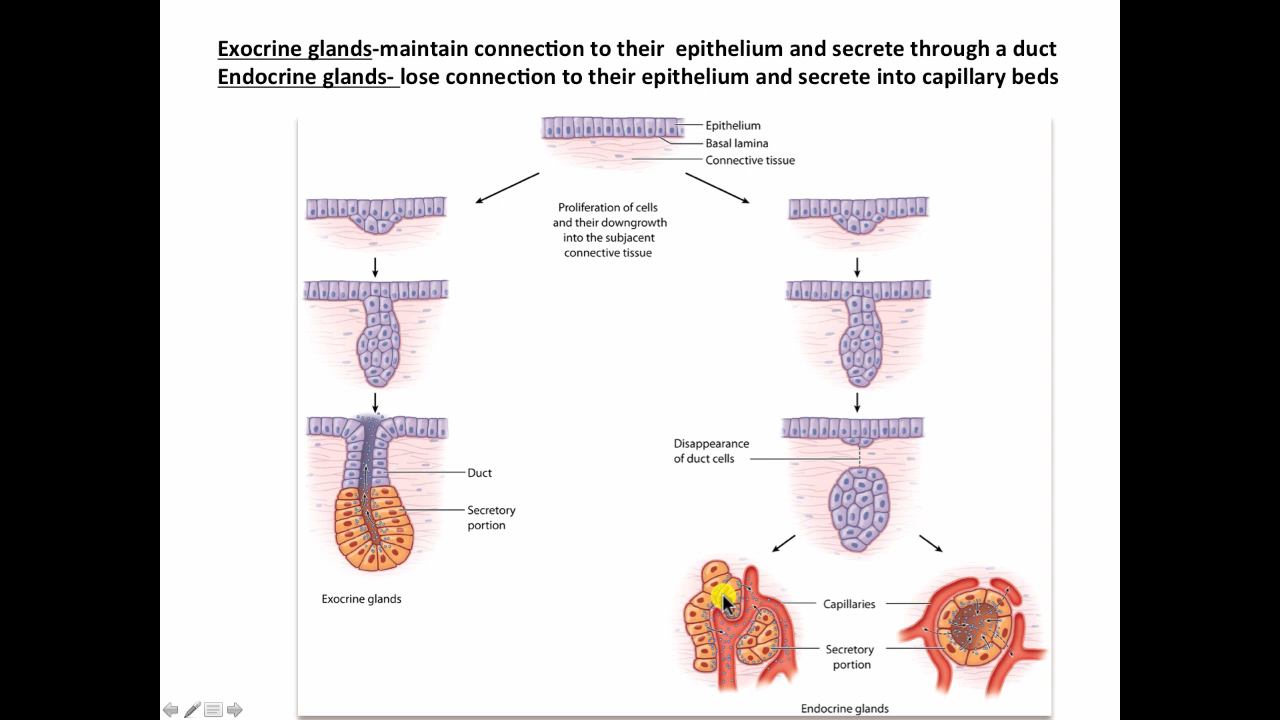 Exocrine glands-maintain connection to their epithelium and secrete through a duct
Endocrine glands- lose connection to their epithelium and secrete into capillary beds
Epithelium
Basal lamina
Connective tissue
Proliferation of cells
and their downgrowth
into the subjacent
connective tissue
Disappearance
of duct cells
Duct
Secretory
portion
Exocrine glands
Capillaries
Secretory
portion
Endocrine glands